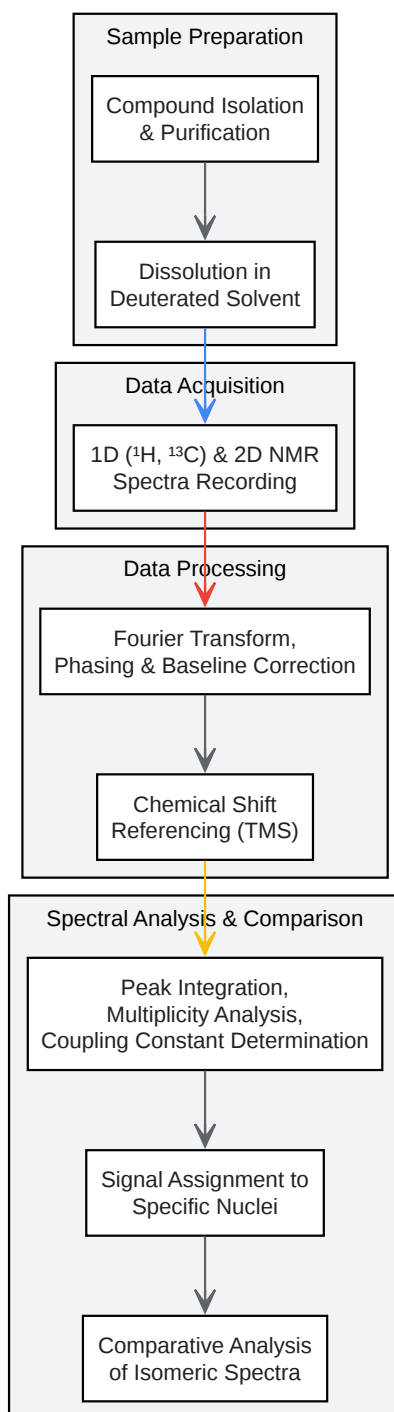 Sample Preparation
Compound Isolation
& Purification
Dissolution in
Deuterated Solvent
Data Acquisition
1D (¹H, ¹³C) & 2D NMR
Spectra Recording
Data Processing
Fourier Transform,
Phasing & Baseline Correction
Chemical Shift
Referencing (TMS)
Spectral Analysis & Comparison
Peak Integration,
Multiplicity Analysis,
Coupling Constant Determination
Signal Assignment to
Specific Nuclei
Comparative Analysis
of Isomeric Spectra